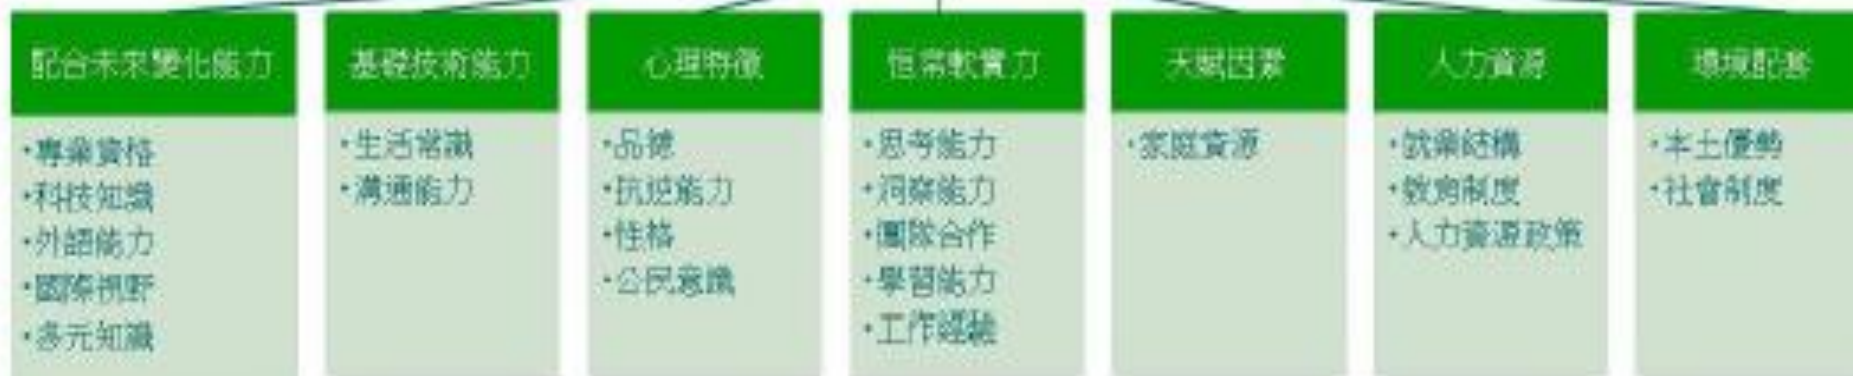 配合未來變化能力
・專業資格
・科技知識
・外語能力
・國際視野
・多元知識
基礎技術能力
・生活常識
・溝通能力
心理特徵
・品德
・抗逆能力
・性格
・公民意識
恒常軟實力
・思考能力
・洞察能力
・團隊合作
・學習能力
・工作經驗
天賦因素
・家庭資源
人力資源
・就業結構
・教育制度
・人力資源政策
環境配套
・本土優勢
・社會制度